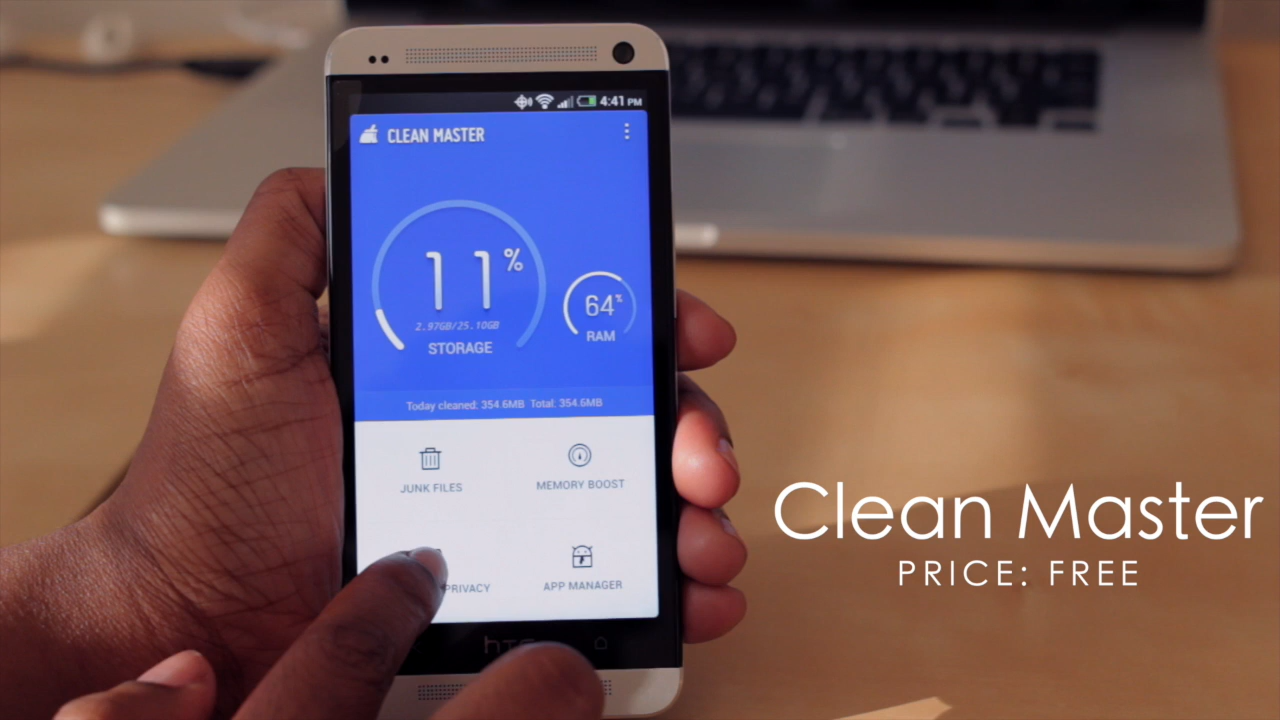 4:41 PM
CLEAN MASTER
11%
2.97GB/25.10GB
STORAGE
64%
RAM
Today cleaned: 354.6MB Total: 354.6MB
JUNK FILES
MEMORY BOOST
PRIVACY
APP MANAGER
hTC
Clean Master
PRICE: FREE